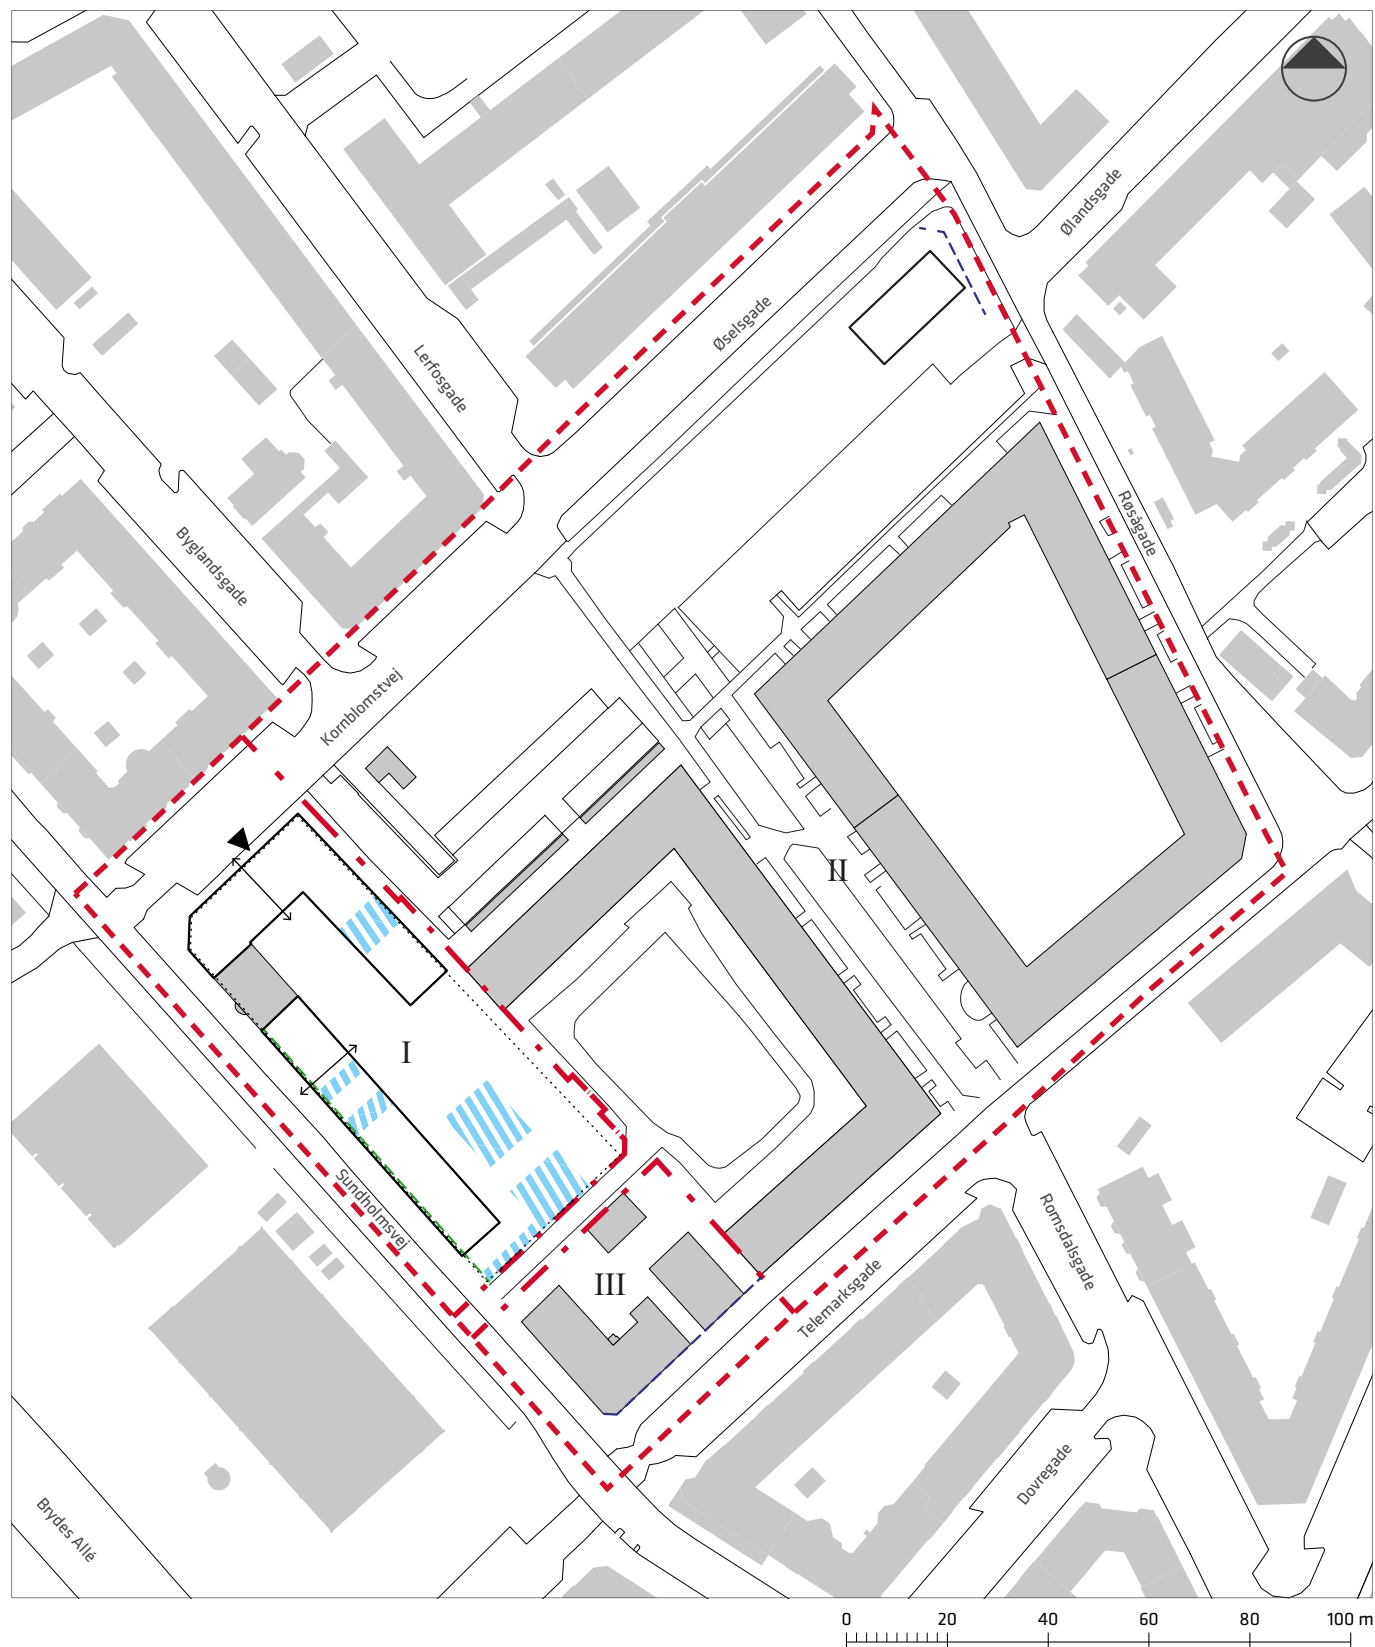 Ølandsgade
Øselsgade
Lerfosgade
Røsågade
Byglandsgade
Kornblomstvej
II
I
Sundholmsvej
III
Romsdalsgade
Telemarksgade
Dovregade
Brydes Allé
0 20 40 60 80 100 m